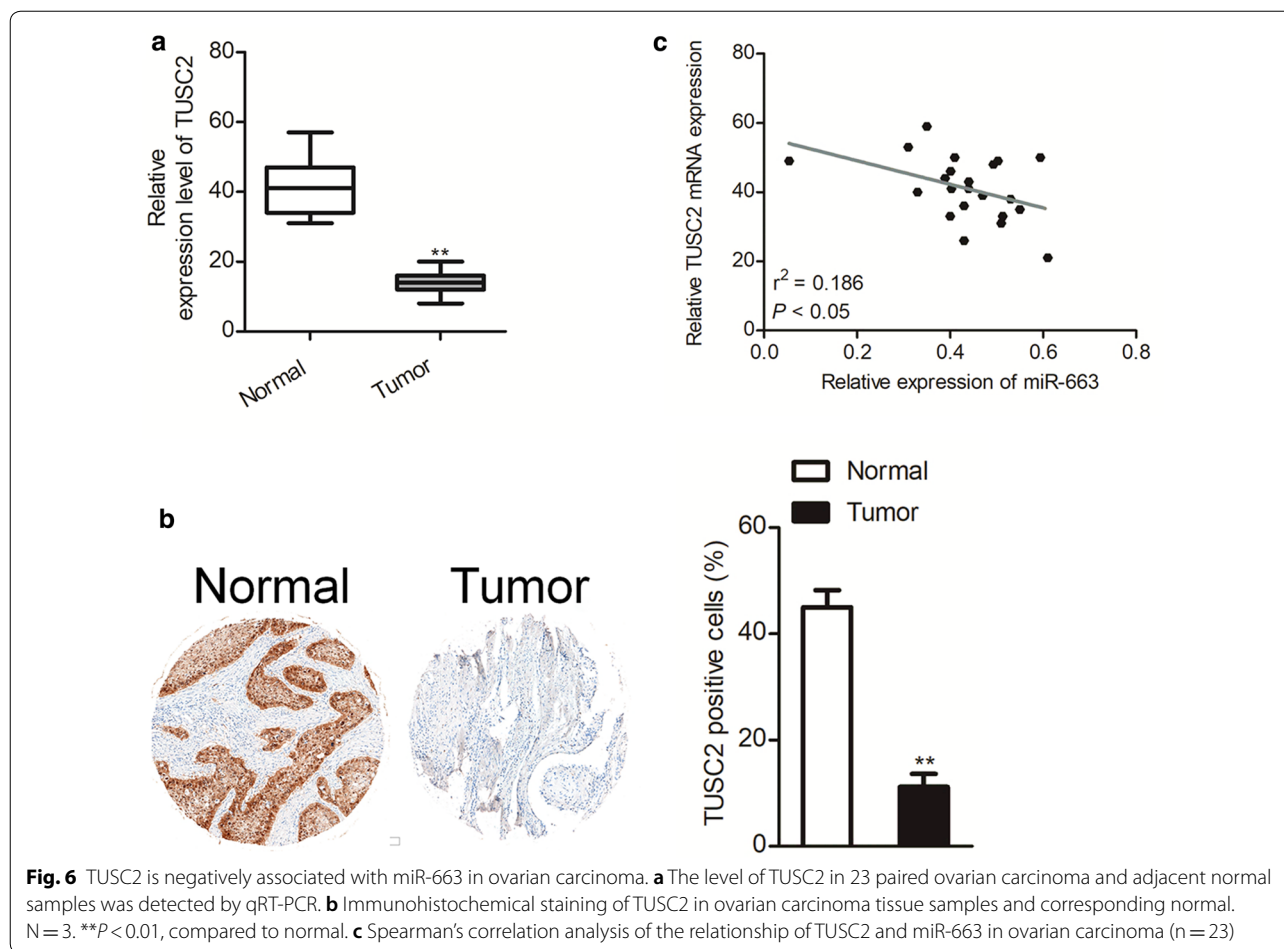 a
Relative
expression level of TUSC2
80
60
40
20
0
**
Normal
Tumor
c
Relative TUSC2 mRNA expression
80
60
40
20
0
r² = 0.186
P < 0.05
0.0 0.2 0.4 0.6 0.8
Relative expression of miR-663
b
Normal
Tumor
Normal
Tumor
TUSC2 positive cells (%)
60
40
20
0
**
Fig. 6 TUSC2 is negatively associated with miR-663 in ovarian carcinoma. a The level of TUSC2 in 23 paired ovarian carcinoma and adjacent normal
samples was detected by qRT-PCR. b Immunohistochemical staining of TUSC2 in ovarian carcinoma tissue samples and corresponding normal.
N = 3. **P < 0.01, compared to normal. c Spearman's correlation analysis of the relationship of TUSC2 and miR-663 in ovarian carcinoma (n = 23)